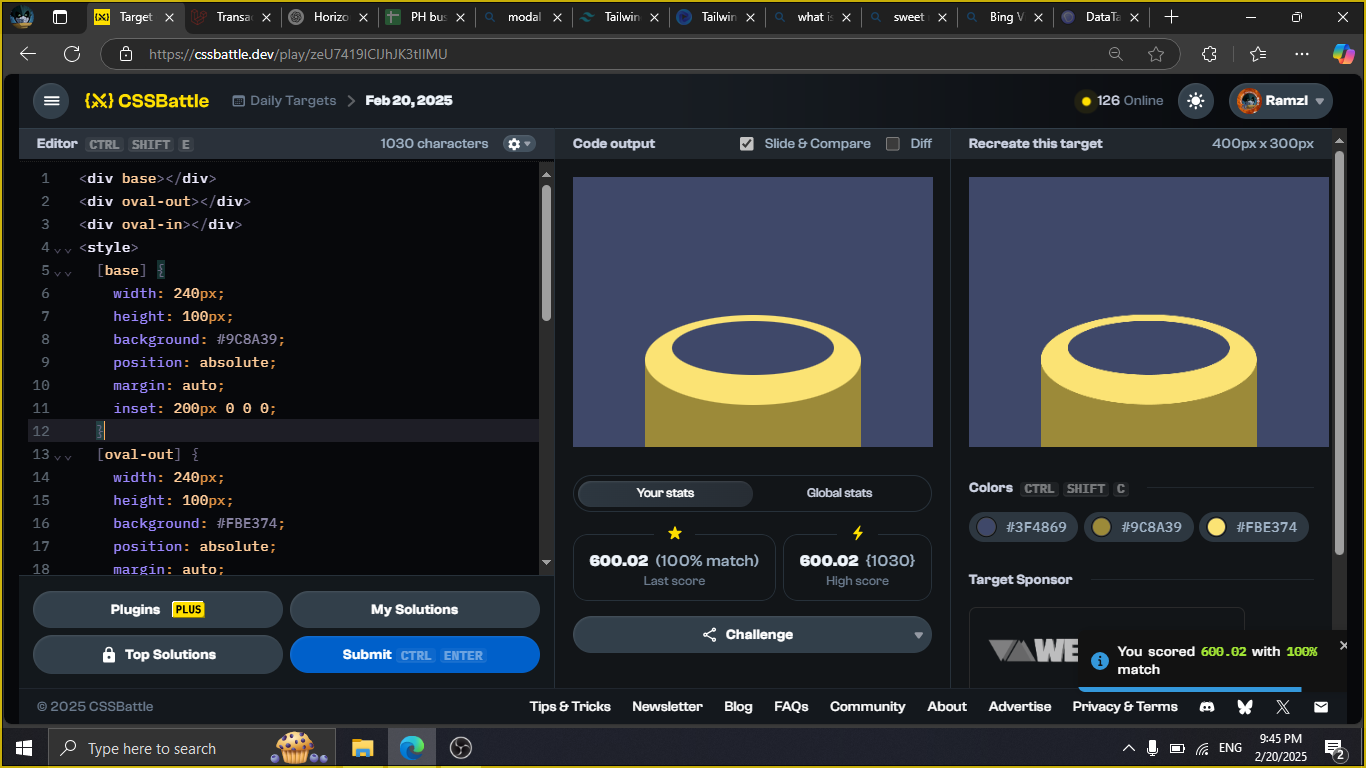 Target
Transac
Horizo
PH bus
modal
Tailwin
Tailwin
what is
sweet
Bing V
DataTa
https://cssbattle.dev/play/zeU7419lClJhJK3tIIMU
{X} CSSBattle
Daily Targets > Feb 20, 2025
126 Online
Ramzl
Editor CTRL SHIFT E
1030 characters
Code output
Slide & Compare
Diff
Recreate this target
400px x 300px
1 <div base></div>
2 <div oval-out></div>
3 <div oval-in></div>
4 <style>
5 [base] {
6 width: 240px;
7 height: 100px;
8 background: #9C8A39;
9 position: absolute;
10 margin: auto;
11 inset: 200px 0 0 0;
12 }
13 [oval-out] {
14 width: 240px;
15 height: 100px;
16 background: #FBE374;
17 position: absolute;
18 margin: auto;
Your stats
Global stats
600.02 (100% match)
Last score
600.02 {1030}
High score
Challenge
Colors CTRL SHIFT C
#3F4869
#9C8A39
#FBE374
Target Sponsor
WE
You scored 600.02 with 100%
match
Plugins PLUS
My Solutions
Top Solutions
Submit CTRL ENTER
© 2025 CSSBattle
Tips & Tricks
Newsletter
Blog
FAQs
Community
About
Advertise
Privacy & Terms
Type here to search
ENG
9:45 PM
2/20/2025
2